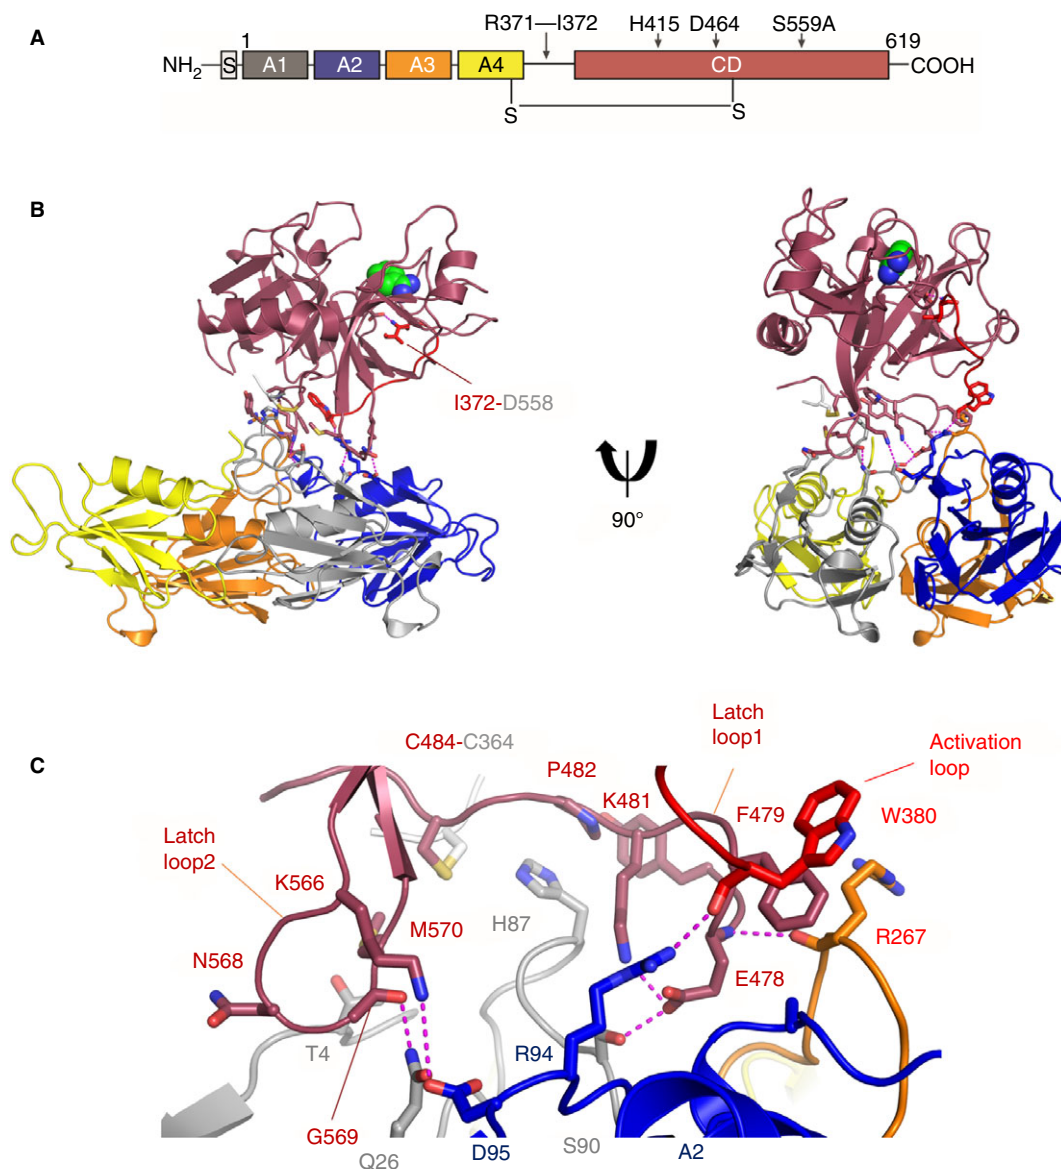 A
R371—I372 H415 D464 S559A
1 619
NH2 S A1 A2 A3 A4 CD COOH
S S
B
I372-D558
90°
C
C484-C364
Latch
loop1
Activation
loop
P482
K481
F479
W380
Latch
loop2
K566
M570
H87
N568
R267
E478
T4
R94
G569
Q26
D95
S90
A2